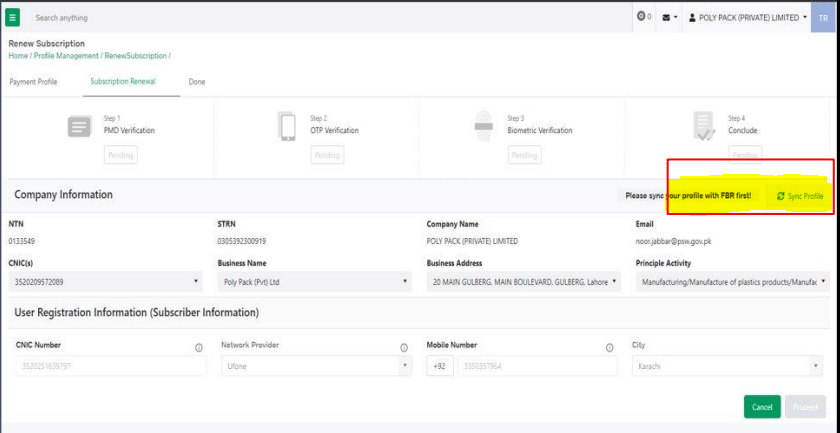 Search anything
0
POLY PACK (PRIVATE) LIMITED
TB
Renew Subscription
Home / Profile Management / RenewSubscription /
Payment Profile
Subscription Renewal
Done
Step 1
PMD Verification
Pending
Step 2
OTP Verification
Pending
Step 3
Biometric Verification
Pending
Step 4
Conclude
Pending
Company Information
Please sync your profile with FBR first!
Sync Profile
NTN
STRN
Company Name
Email
0133549
0305392300919
POLY PACK (PRIVATE) LIMITED
noor.jabbar@psw.gov.pk
CNIC(s)
Business Name
Business Address
Principle Activity
3520209572089
Poly Pack (Pvt) Ltd
20 MAIN GULBERG, MAIN BOULEVARD, GULBERG, Lahore
Manufacturing/Manufacture of plastics products/Manufac
User Registration Information (Subscriber Information)
CNIC Number
Network Provider
Mobile Number
City
3520251639797
Ufone
+92
3350357964
Karachi
Cancel
Proceed